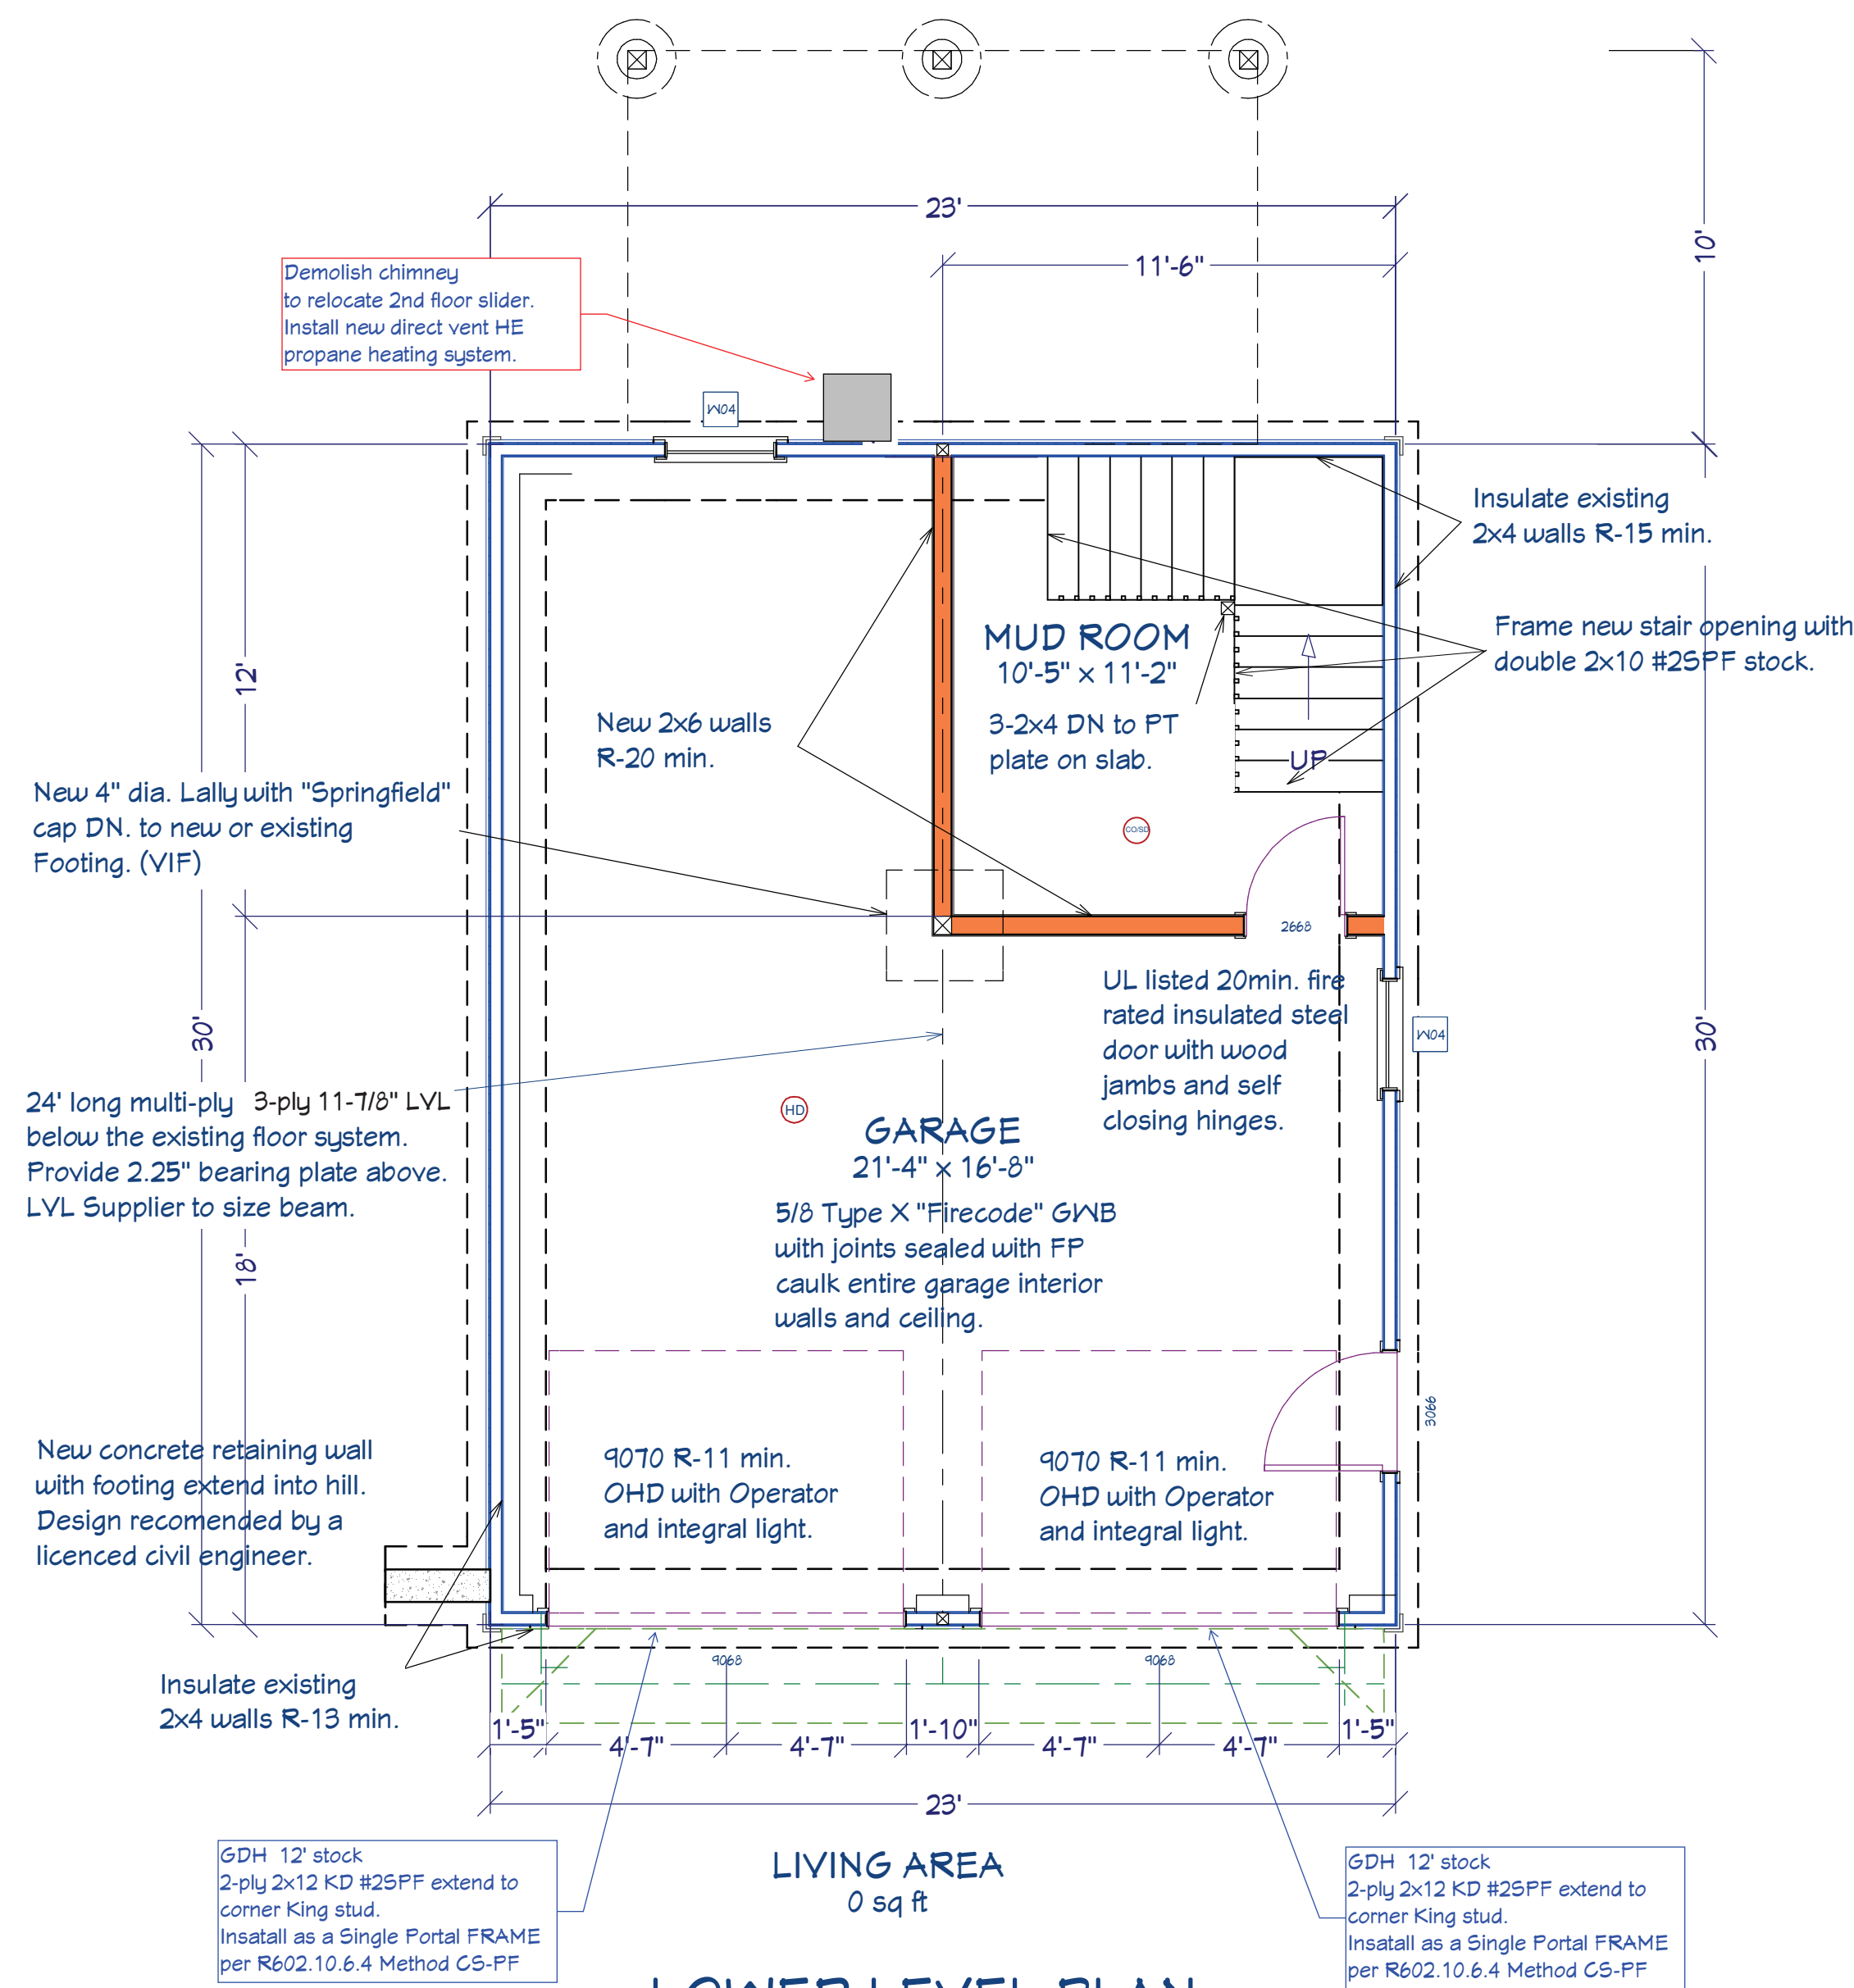 23'
11'-6"
10'
Demolish chimney
to relocate 2nd floor slider.
Install new direct vent HE
propane heating system.
W04
Insulate existing
2x4 walls R-15 min.
Frame new stair opening with
double 2x10 #2SPF stock.
MUD ROOM
10'-5" x 11'-2"
3-2x4 DN to PT
plate on slab.
UP
12'
New 2x6 walls
R-20 min.
New 4" dia. Lally with "Springfield"
cap DN. to new or existing
Footing. (VIF)
CO/SD
2668
UL listed 20min. fire
rated insulated steel
door with wood
jambs and self
closing hinges.
W04
30'
30'
24' long multi-ply 3-ply 11-7/8" LVL
below the existing floor system.
Provide 2.25" bearing plate above.
LVL Supplier to size beam.
HD
GARAGE
21'-4" x 16'-8"
5/8 Type X "Firecode" GWB
with joints sealed with FP
caulk entire garage interior
walls and ceiling.
18'
3066
New concrete retaining wall
with footing extend into hill.
Design recomended by a
licenced civil engineer.
9070 R-11 min.
OHD with Operator
and integral light.
9070 R-11 min.
OHD with Operator
and integral light.
Insulate existing
2x4 walls R-13 min.
9068
9068
1'-5"
4'-7"
4'-7"
1'-10"
4'-7"
4'-7"
1'-5"
23'
GDH 12' stock
2-ply 2x12 KD #2SPF extend to
corner King stud.
Insatall as a Single Portal FRAME
per R602.10.6.4 Method CS-PF
LIVING AREA
0 sq ft
GDH 12' stock
2-ply 2x12 KD #2SPF extend to
corner King stud.
Insatall as a Single Portal FRAME
per R602.10.6.4 Method CS-PF
LOWER LEVEL PLAN